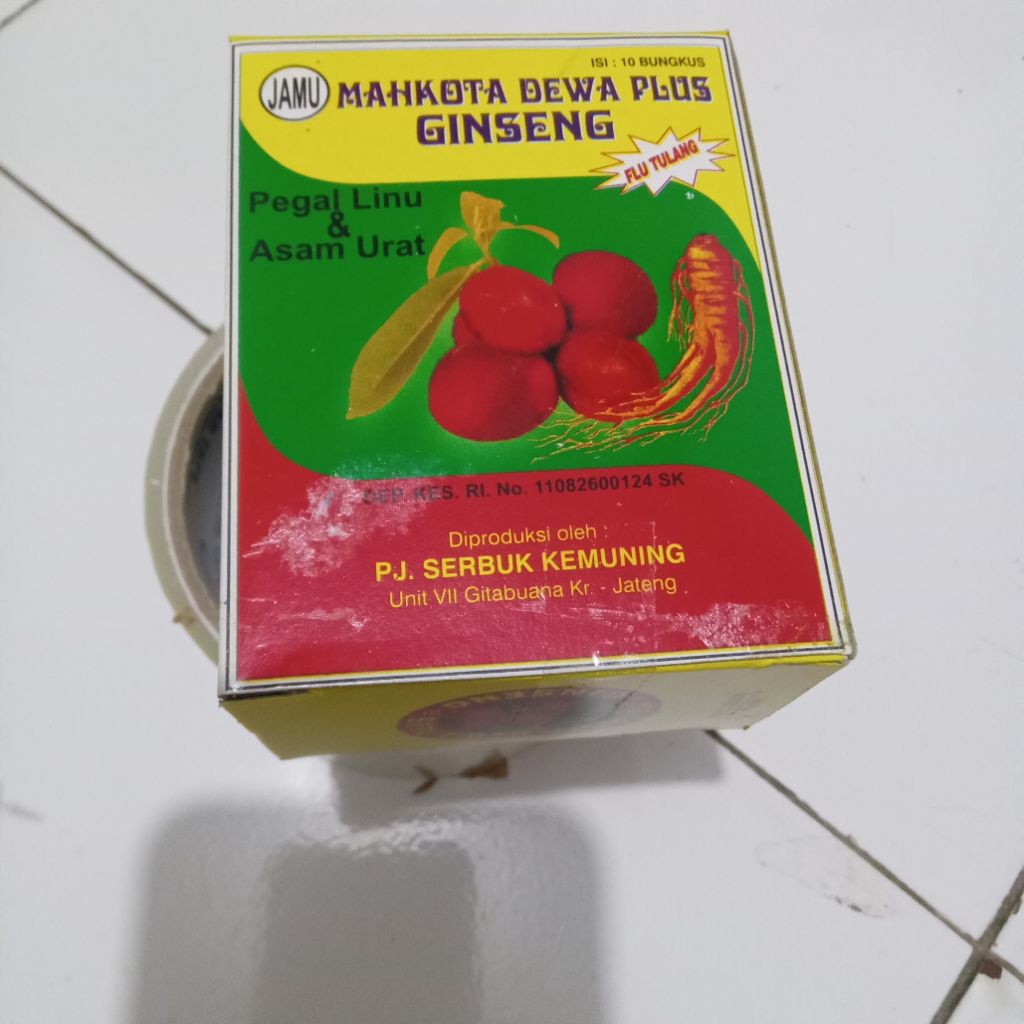 ISI : 10 BUNGKUS
JAMU
MAHKOTA DEWA PLUS
GINSENG
FLU TULANG
Pegal Linu
&
Asam Urat
DEP. KES. RI. No. 11082600124 SK
Diproduksi oleh :
PJ. SERBUK KEMUNING
Unit VII Gitabuana Kr. - Jateng